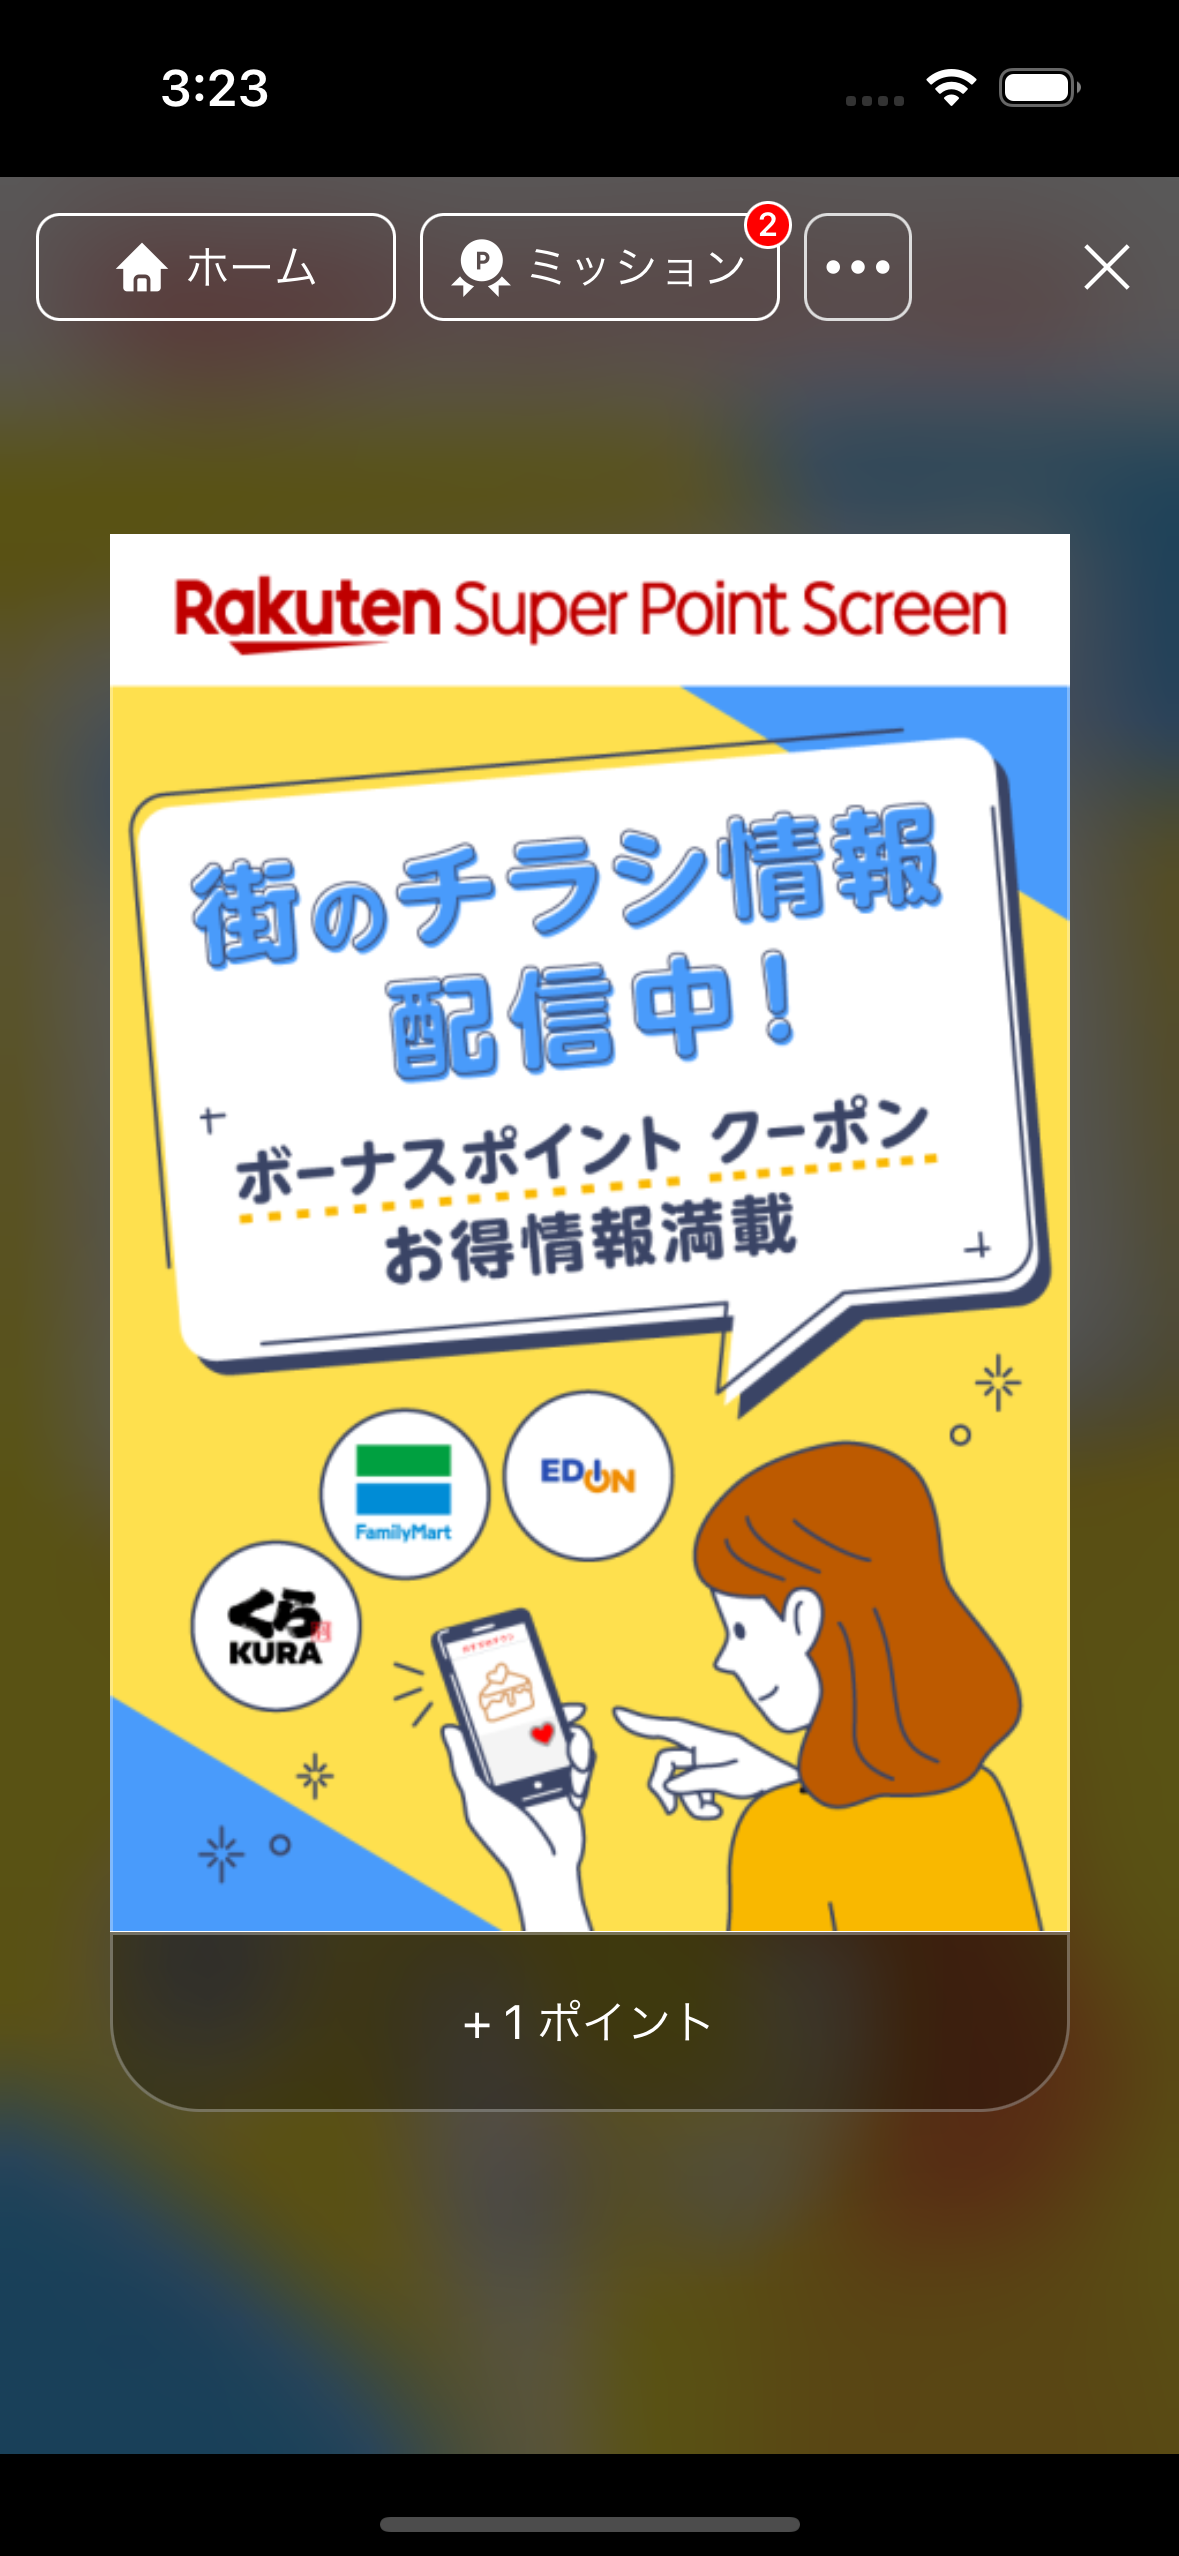 3:23
ホーム
P ミッション 2
Rakuten Super Point Screen
街のチラシ情報
配信中！
ボーナスポイント クーポン
お得情報満載
FamilyMart
EDION
くら
KURA
+1 ポイント